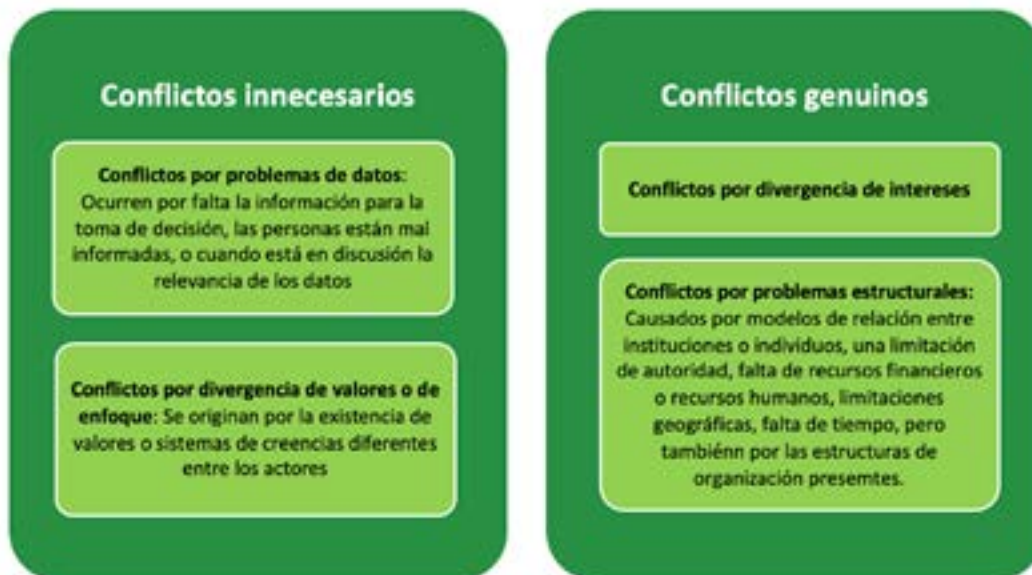 Conflictos innecesarios
Conflictos por problemas de datos:
Ocurren por falta la información para la
toma de decisión, las personas están mal
informadas, o cuando está en discusión la
relevancia de los datos
Conflictos por divergencia de valores o de
enfoque: Se originan por la existencia de
valores o sistemas de creencias diferentes
entre los actores
Conflictos genuinos
Conflictos por divergencia de intereses
Conflictos por problemas estructurales:
Causados por modelos de relación entre
instituciones o individuos, una limitación
de autoridad, falta de recursos financieros
o recursos humanos, limitaciones
geográficas, falta de tiempo, pero
tambiénn por las estructuras de
organización presemtes.